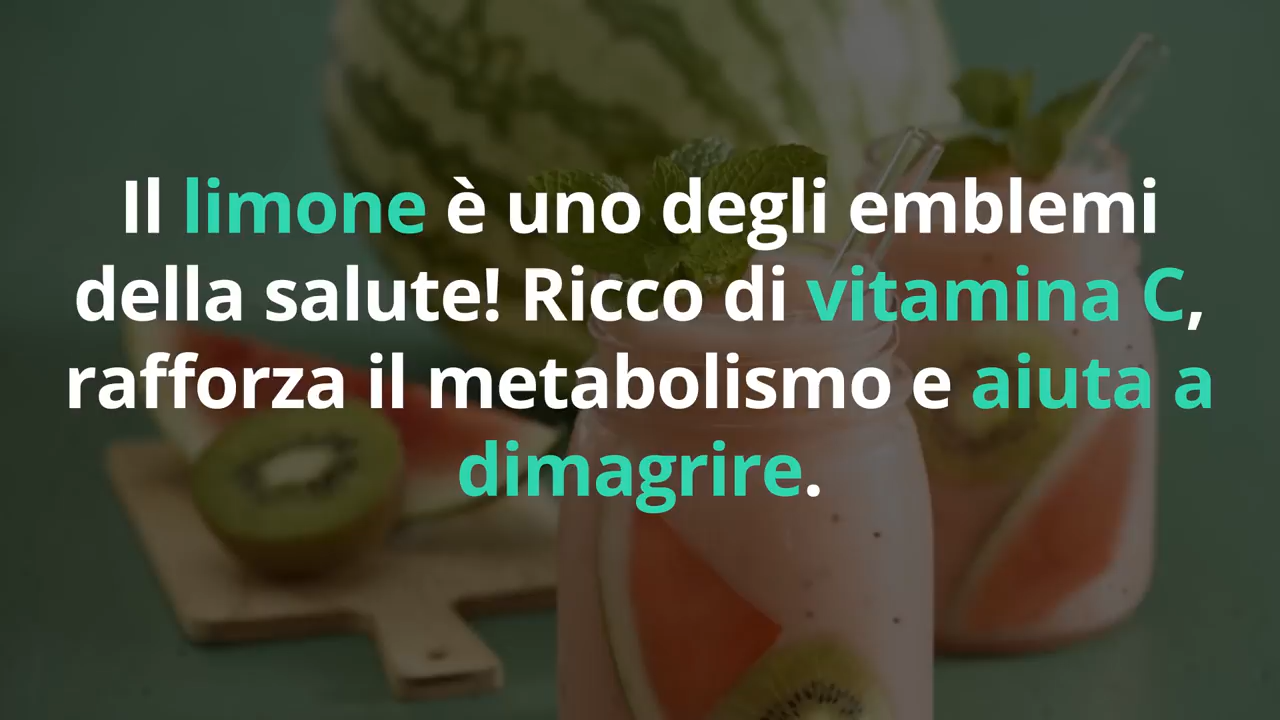 Il limone è uno degli emblemi
della salute! Ricco di vitamina C,
rafforza il metabolismo e aiuta a
dimagrire.